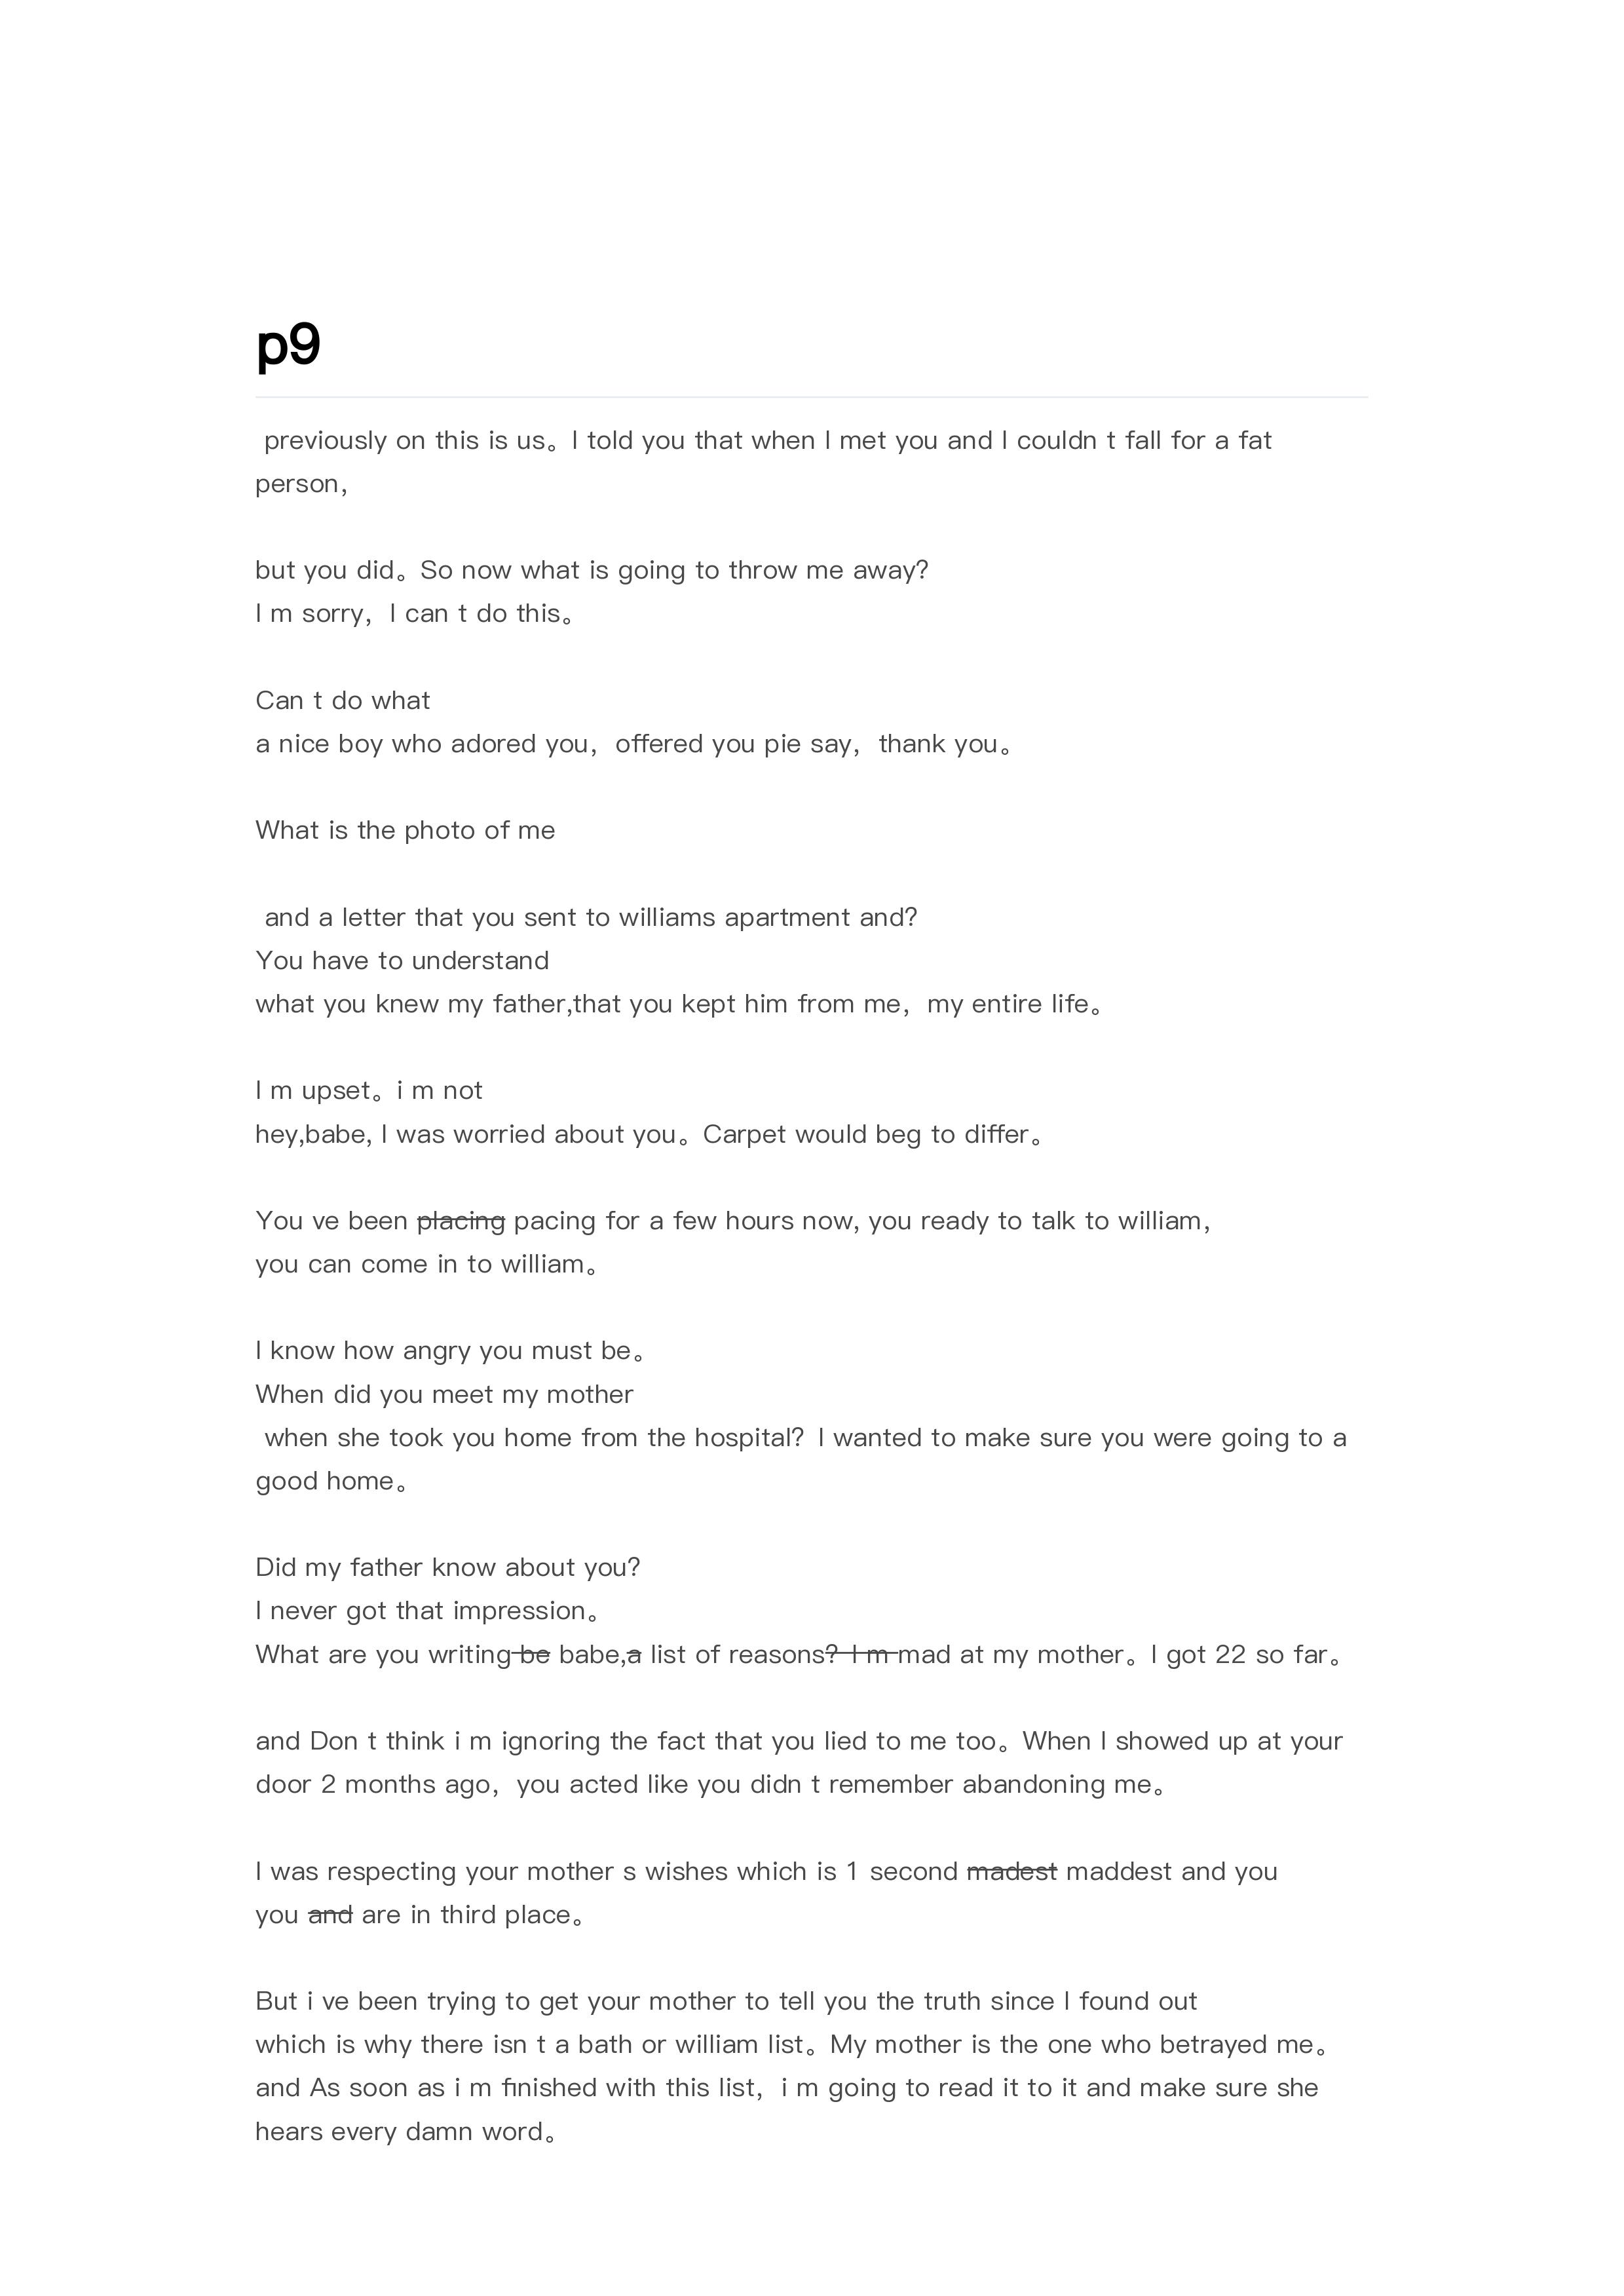 p9
previously on this is us。I told you that when I met you and I couldn t fall for a fat
person，
but you did。So now what is going to throw me away?
I m sorry，I can t do this。
Can t do what
a nice boy who adored you，offered you pie say，thank you。
What is the photo of me
and a letter that you sent to williams apartment and?
You have to understand
what you knew my father,that you kept him from me，my entire life。
I m upset。i m not
hey,babe, I was worried about you。Carpet would beg to differ。
You ve been placing pacing for a few hours now, you ready to talk to william，
you can come in to william。
I know how angry you must be。
When did you meet my mother
when she took you home from the hospital? I wanted to make sure you were going to a
good home。
Did my father know about you?
I never got that impression。
What are you writing be babe,a list of reasons? I m mad at my mother。I got 22 so far。
and Don t think i m ignoring the fact that you lied to me too。When I showed up at your
door 2 months ago，you acted like you didn t remember abandoning me。
I was respecting your mother s wishes which is 1 second madest maddest and you
you and are in third place。
But i ve been trying to get your mother to tell you the truth since I found out
which is why there isn t a bath or william list。My mother is the one who betrayed me。
and As soon as i m finished with this list，i m going to read it to it and make sure she
hears every damn word。